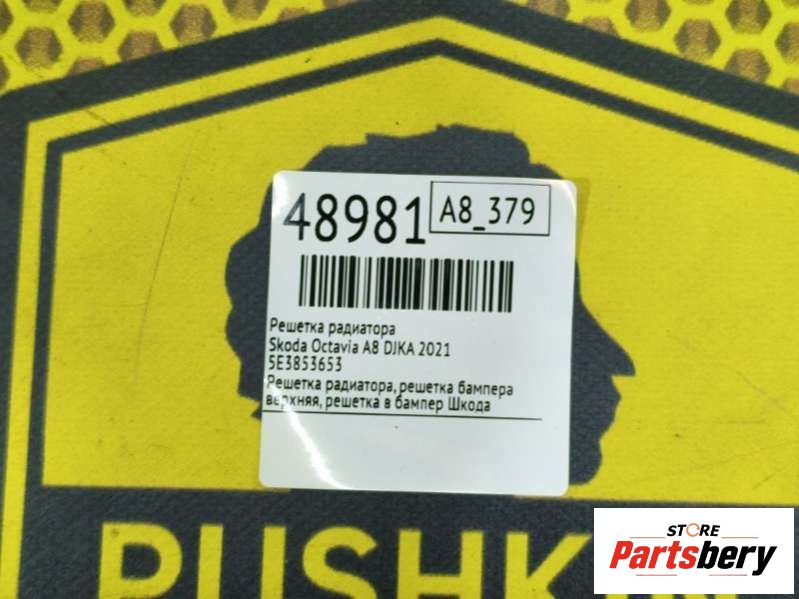 48981
A8_379
Решетка радиатора
Skoda Octavia A8 DJKA 2021
5E3853653
Решетка радиатора, решетка бампера
верхняя, решетка в бампер Шкода
PUSHKIN
STORE
Partsbery